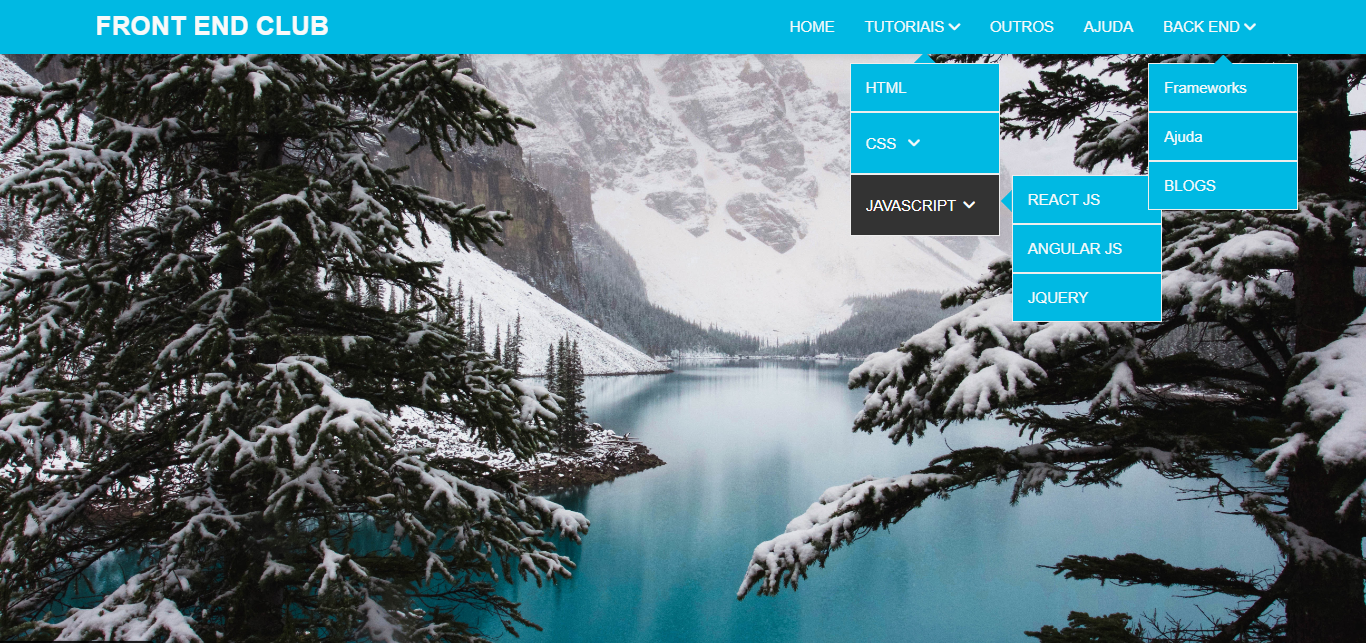 FRONT END CLUB
HOME
TUTORIAIS
OUTROS
AJUDA
BACK END
HTML
CSS
JAVASCRIPT
REACT JS
ANGULAR JS
JQUERY
Frameworks
Ajuda
BLOGS